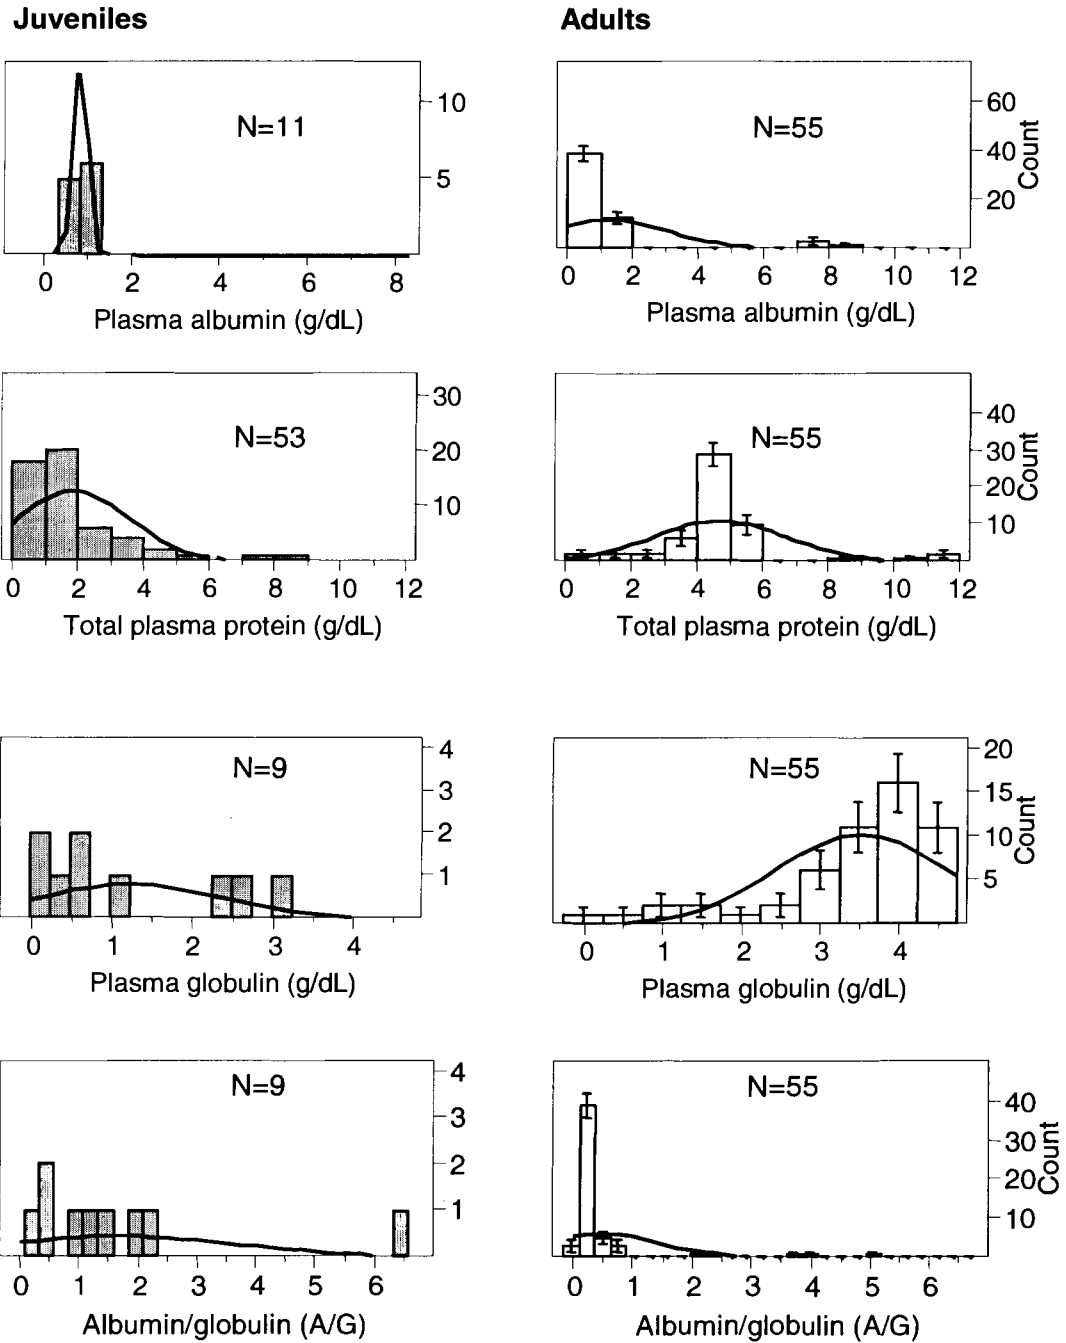 Juveniles
Adults
N=11
10
5
0 2 4 6 8
Plasma albumin (g/dL)
N=55
60
40
20
Count
0 2 4 6 8 10 12
Plasma albumin (g/dL)
N=53
30
20
10
0 2 4 6 8 10 12
Total plasma protein (g/dL)
N=55
40
30
20
10
Count
0 2 4 6 8 10 12
Total plasma protein (g/dL)
N=9
4
3
2
1
0 1 2 3 4
Plasma globulin (g/dL)
N=55
20
15
10
5
Count
0 1 2 3 4
Plasma globulin (g/dL)
N=9
4
3
2
1
0 1 2 3 4 5 6
Albumin/globulin (A/G)
N=55
40
30
20
10
Count
0 1 2 3 4 5 6
Albumin/globulin (A/G)